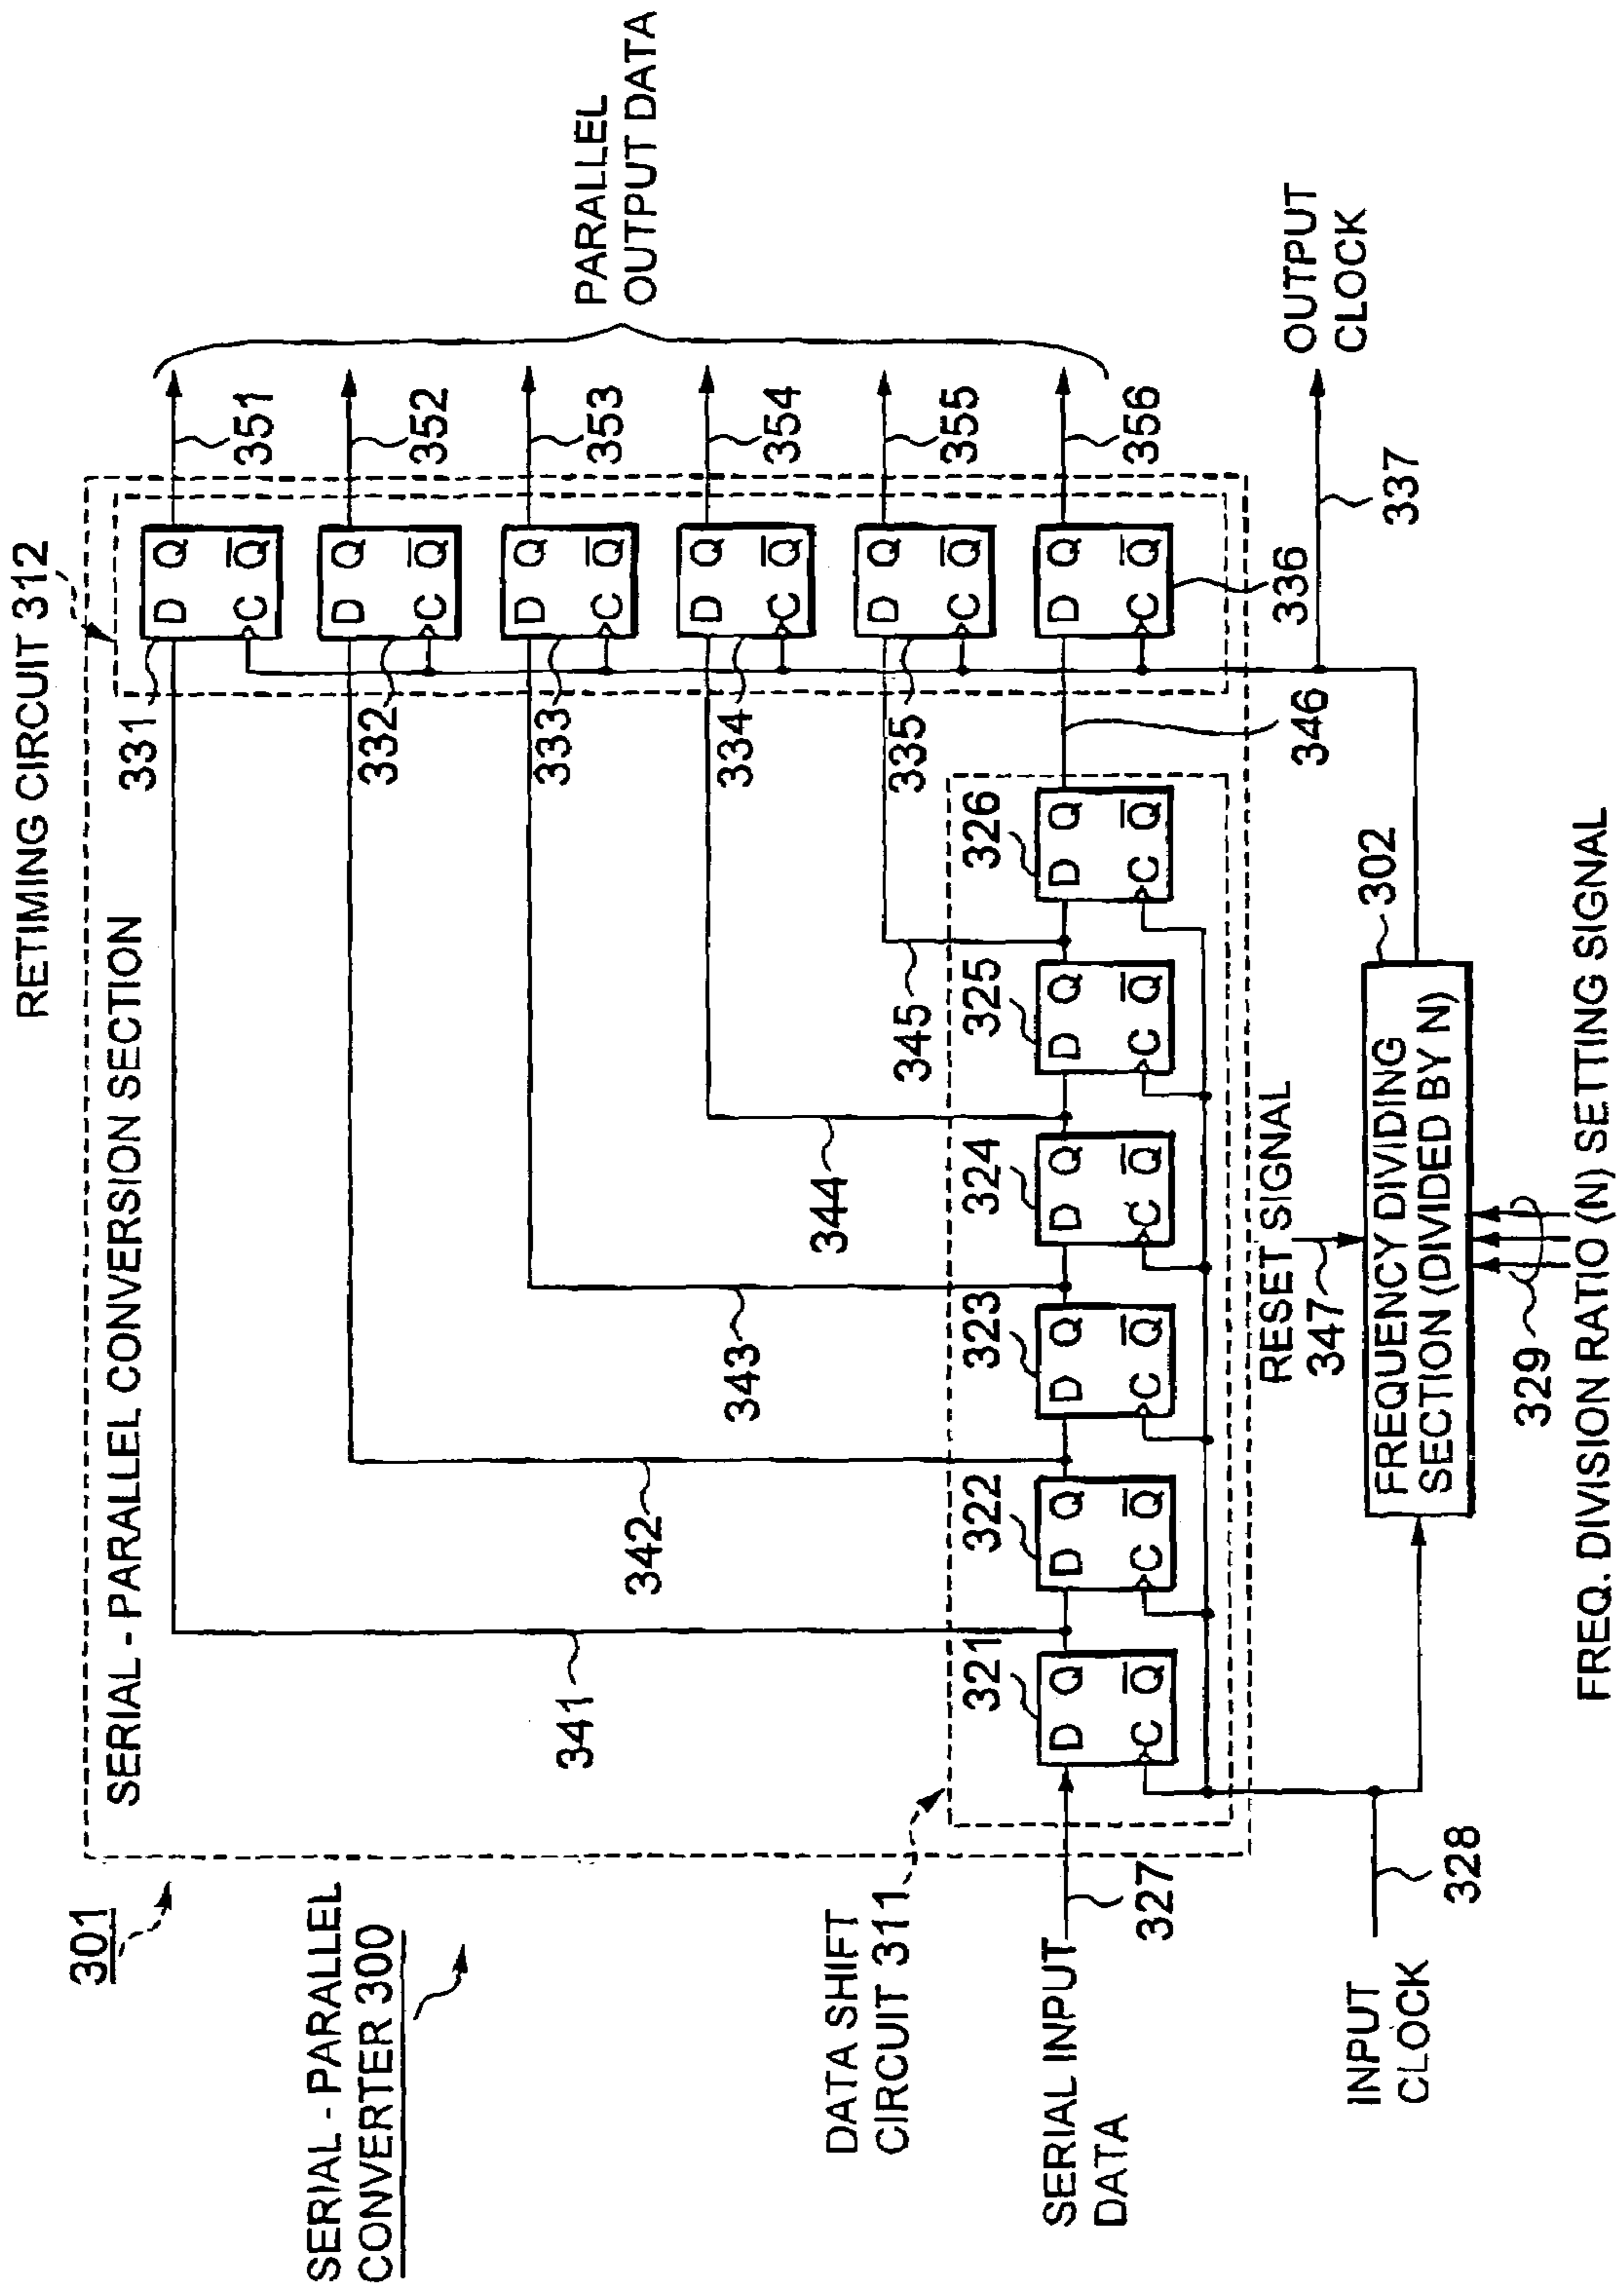 SERIAL - PARALLEL
CONVERTER 300
301
SERIAL - PARALLEL CONVERSION SECTION
RETIMING CIRCUIT 312
331
D Q
C Q̅
351
332
D Q
C Q̅
352
333
D Q
C Q̅
353
334
D Q
C Q̅
354
335
D Q
C Q̅
355
336
D Q
C Q̅
356
PARALLEL
OUTPUT DATA
341
342
343
344
345
346
DATA SHIFT
CIRCUIT 311
321
D Q
C Q̅
322
D Q
C Q̅
323
D Q
C Q̅
324
D Q
C Q̅
325
D Q
C Q̅
326
D Q
C Q̅
SERIAL INPUT
DATA
327
INPUT
CLOCK
328
RESET SIGNAL
347
FREQUENCY DIVIDING
SECTION (DIVIDED BY N)
302
329
FREQ. DIVISION RATIO (N) SETTING SIGNAL
337
OUTPUT
CLOCK